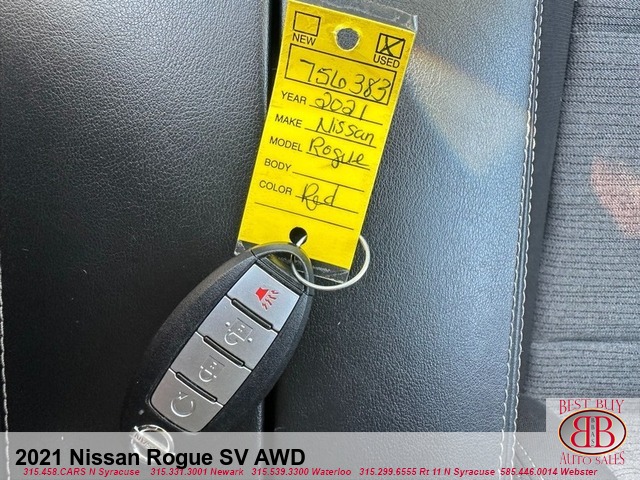 NEW
USED
756383
YEAR 2021
MAKE Nissan
MODEL Rogue
BODY
COLOR Red
BEST BUY
BB
AUTO SALES
2021 Nissan Rogue SV AWD
315.458.CARS N Syracuse 315.331.3001 Newark 315.539.3300 Waterloo 315.299.6555 Rt 11 N Syracuse 585.446.0014 Webster